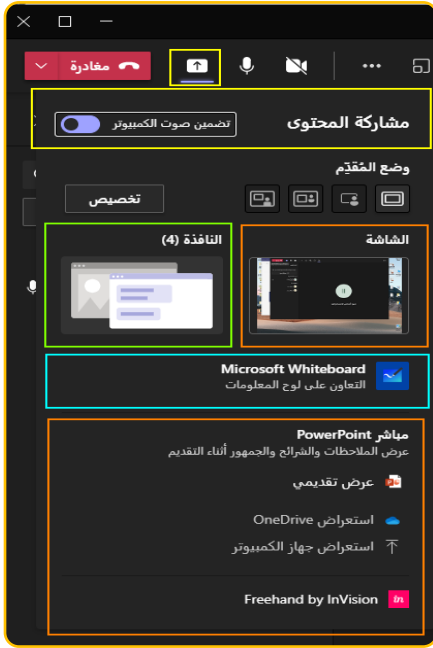 مغادرة
مشاركة المحتوى
تضمين صوت الكمبيوتر
وضع المُقدِّم
تخصيص
الشاشة
النافذة (4)
Microsoft Whiteboard
التعاون على لوح المعلومات
مباشر PowerPoint
عرض الملاحظات والشرائح والجمهور أثناء التقديم
عرض تقديمي
استعراض OneDrive
استعراض جهاز الكمبيوتر
Freehand by InVision
in